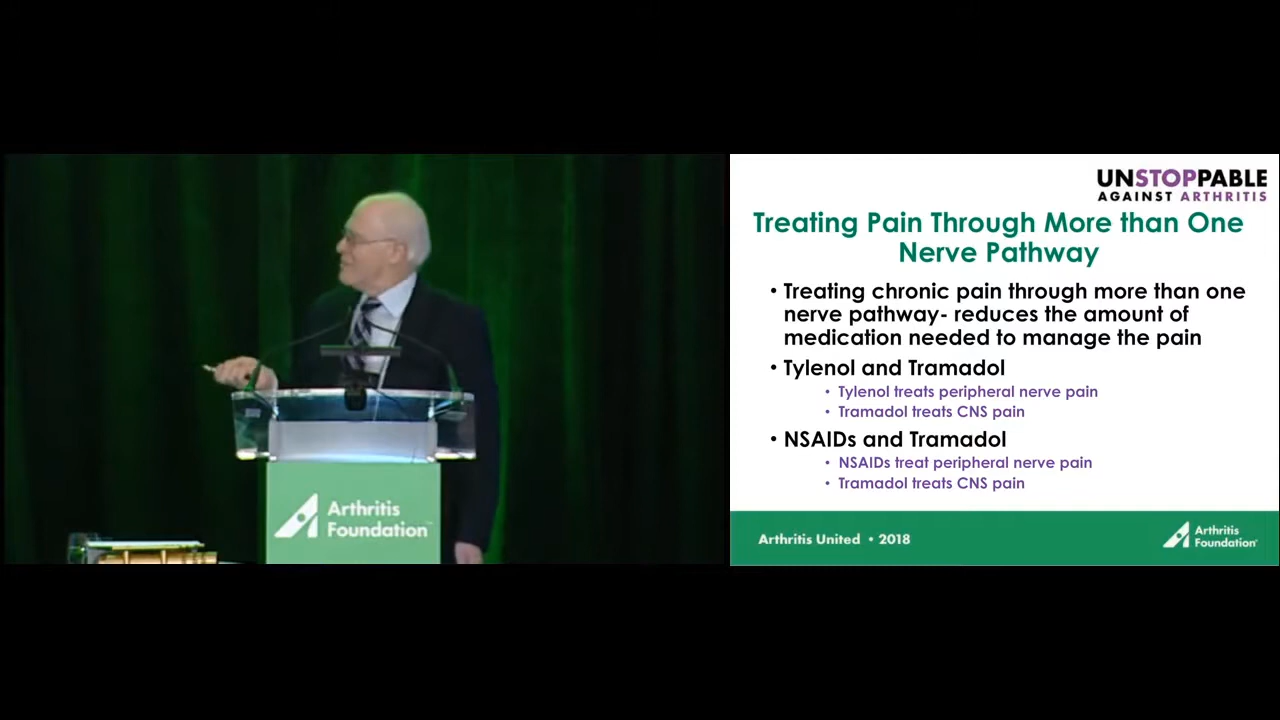 Arthritis
Foundation™
UNSTOPPABLE
AGAINST ARTHRITIS
Treating Pain Through More than One
Nerve Pathway
• Treating chronic pain through more than one
nerve pathway- reduces the amount of
medication needed to manage the pain
• Tylenol and Tramadol
• Tylenol treats peripheral nerve pain
• Tramadol treats CNS pain
• NSAIDs and Tramadol
• NSAIDs treat peripheral nerve pain
• Tramadol treats CNS pain
Arthritis United • 2018
Arthritis
Foundation®